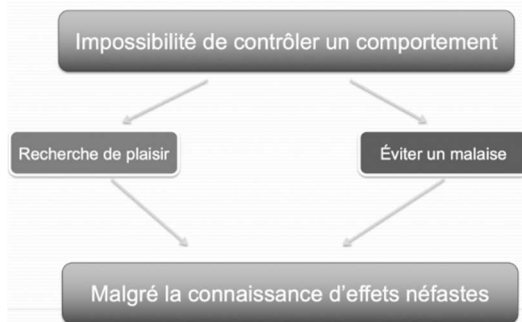 Impossibilité de contrôler un comportement
Recherche de plaisir
Éviter un malaise
Malgré la connaissance d'effets néfastes